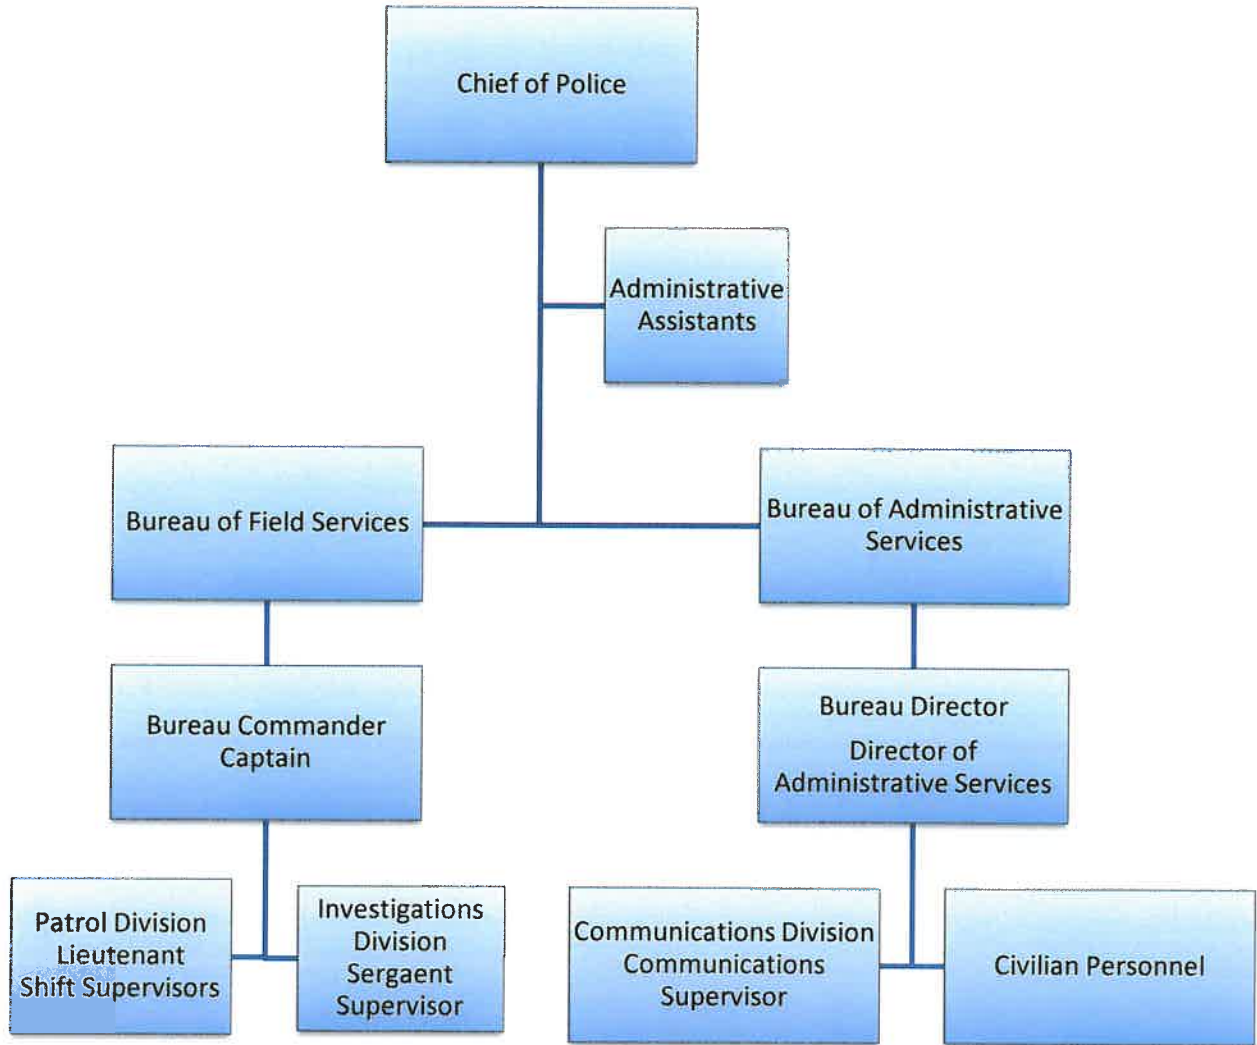 Chief of Police
Administrative
Assistants
Bureau of Field Services
Bureau of Administrative
Services
Bureau Commander
Captain
Bureau Director
Director of
Administrative Services
Patrol Division
Lieutenant
Shift Supervisors
Investigations
Division
Sergaent
Supervisor
Communications Division
Communications
Supervisor
Civilian Personnel